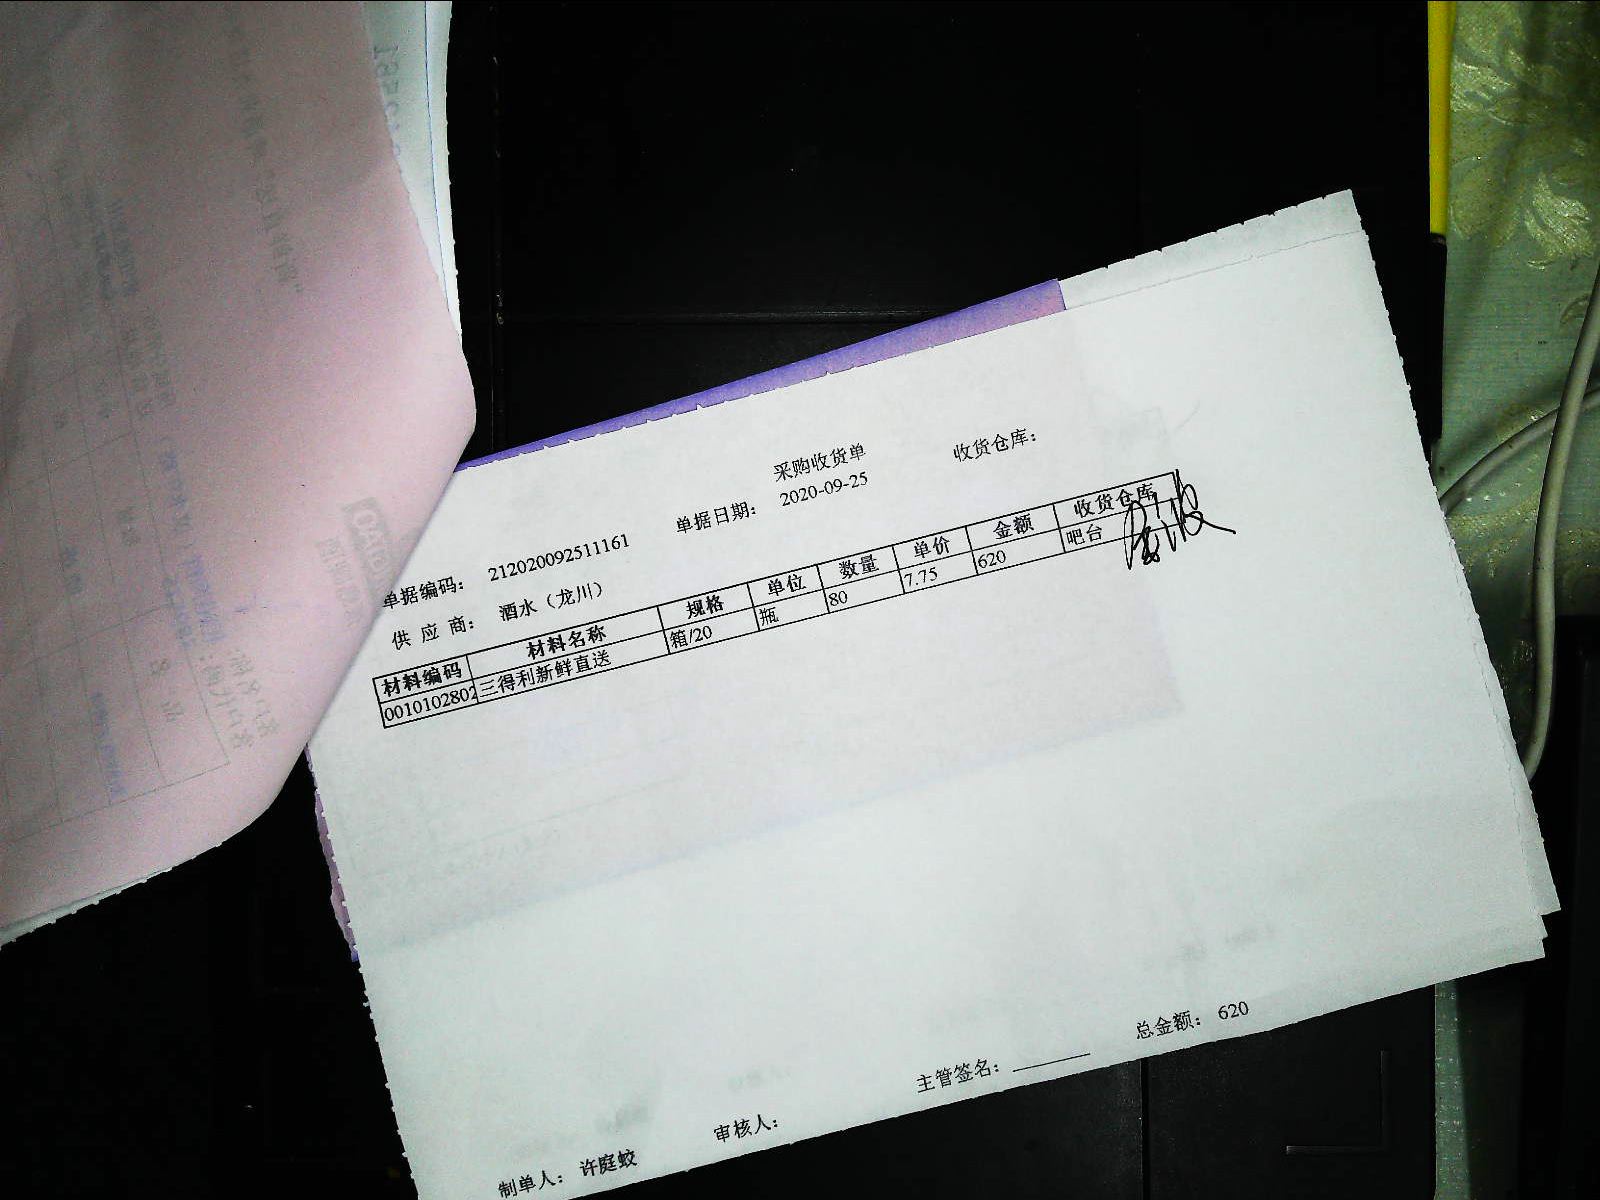 采购收货单
单据编码: 212020092511161 单据日期: 2020-09-25 收货仓库:
供 应 商: 酒水（龙川）
材料编码 材料名称 规格 单位 数量 单价 金额 收货仓库
0010102802 三得利新鲜直送 箱/20 瓶 80 7.75 620 吧台
总金额: 620
制单人: 许庭蛟 审核人: 主管签名: